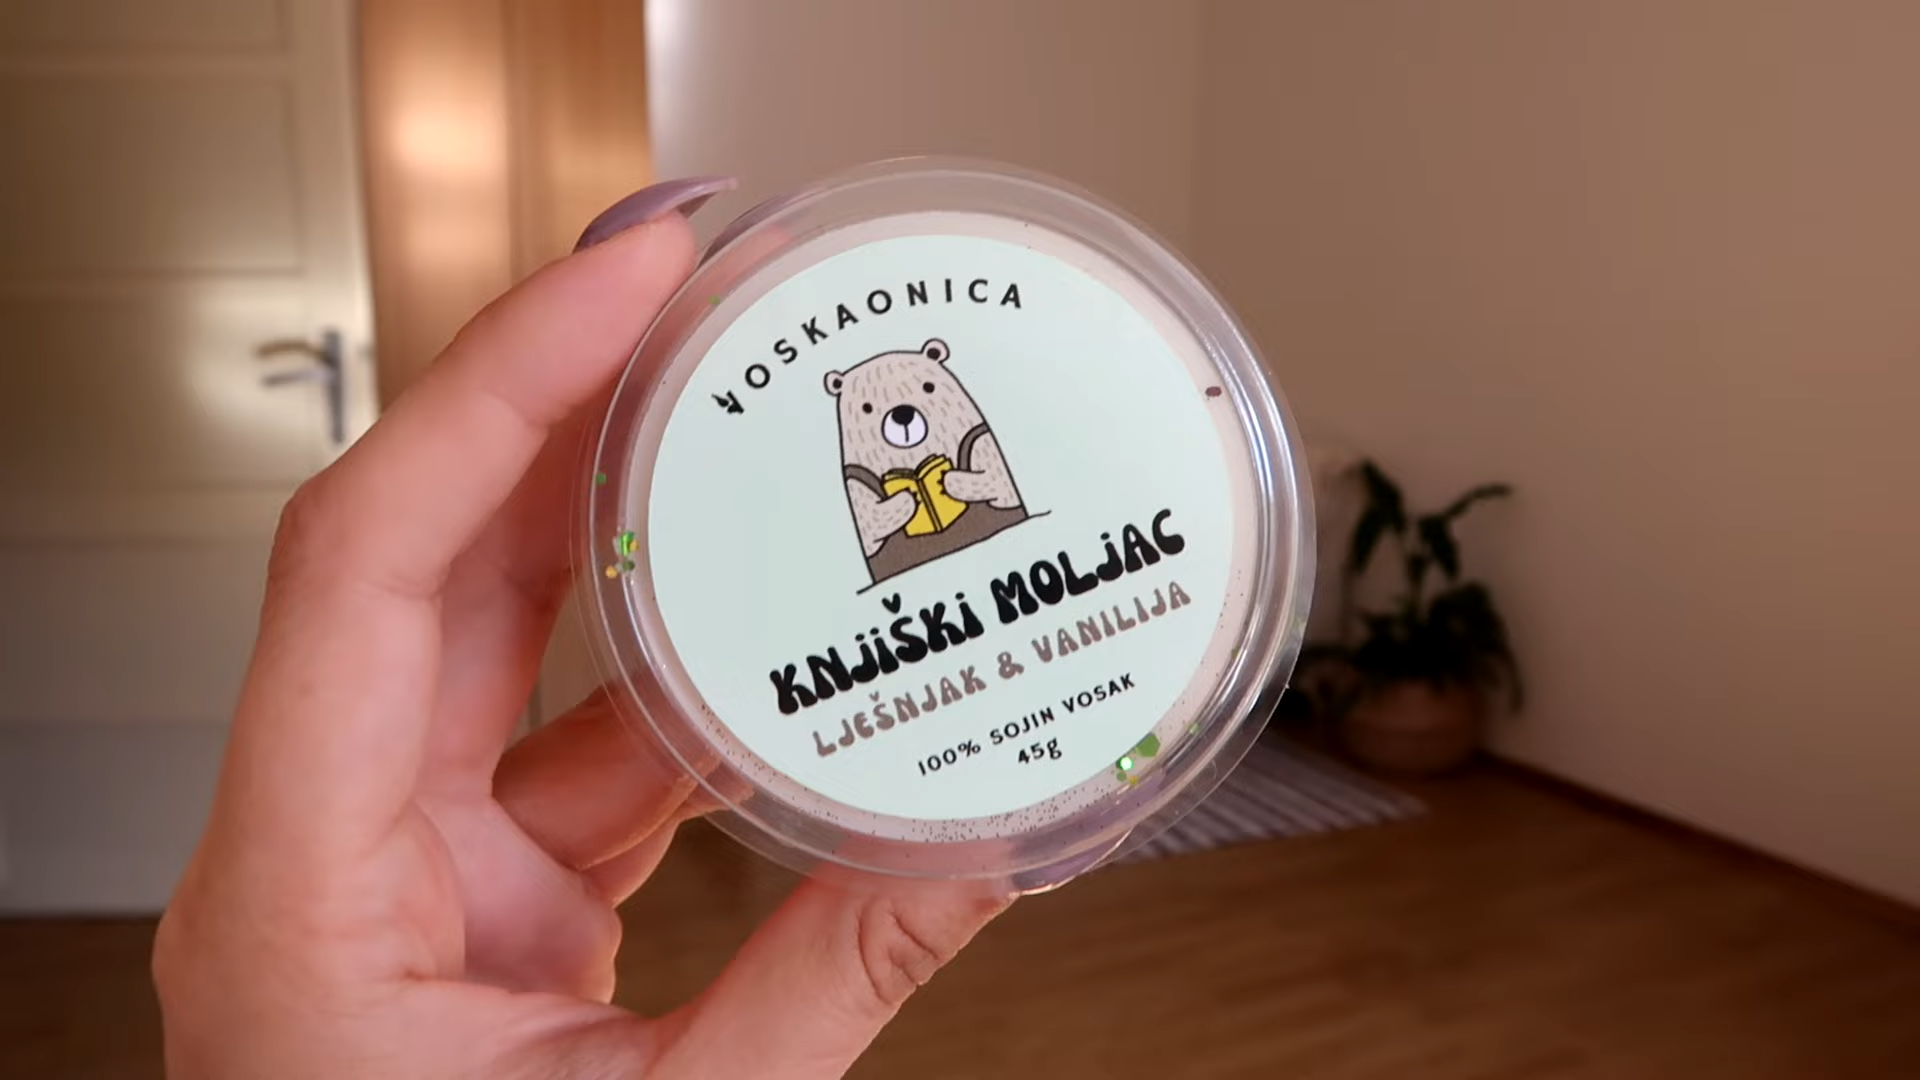 VOSKAONICA
KNJiŠKi MOLJAC
LJEŠNJAK & VANILIJA
100% SOJIN VOSAK
45g